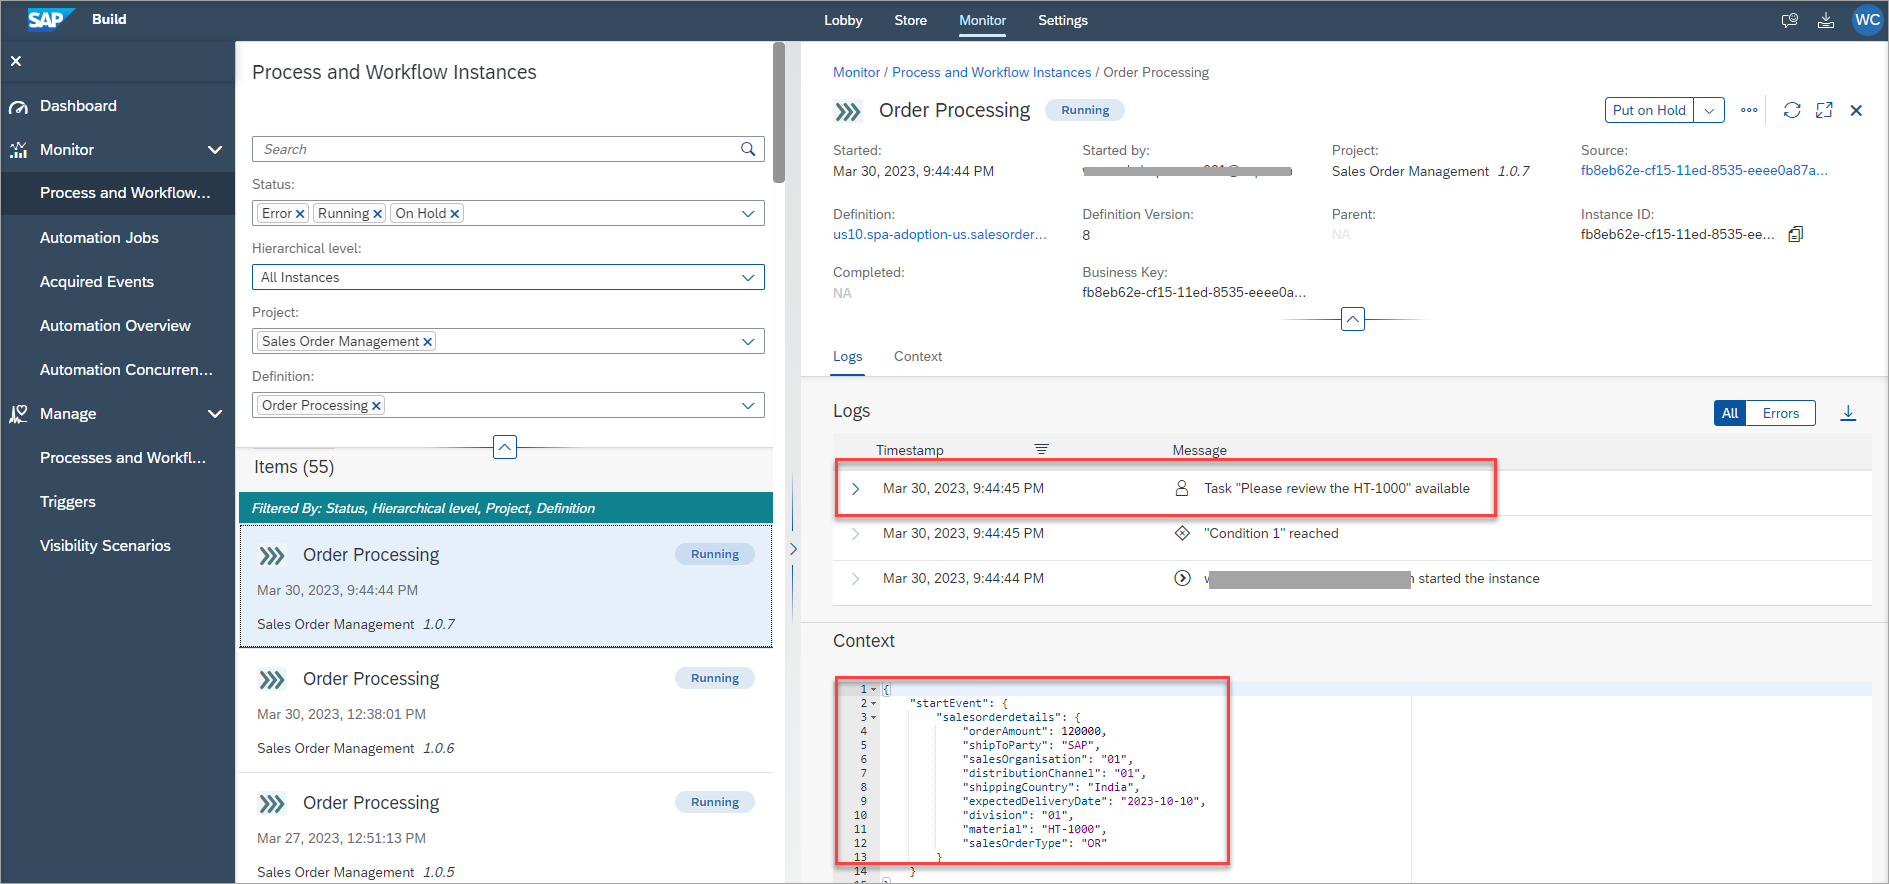 SAP Build
Lobby Store Monitor Settings
WC
Dashboard
Monitor
Process and Workflow...
Automation Jobs
Acquired Events
Automation Overview
Automation Concurren...
Manage
Processes and Workfl...
Triggers
Visibility Scenarios
Process and Workflow Instances
Search
Status:
Error Running On Hold
Hierarchical level:
All Instances
Project:
Sales Order Management
Definition:
Order Processing
Items (55)
Filtered By: Status, Hierarchical level, Project, Definition
Order Processing Running
Mar 30, 2023, 9:44:44 PM
Sales Order Management 1.0.7
Order Processing Running
Mar 30, 2023, 12:38:01 PM
Sales Order Management 1.0.6
Order Processing Running
Mar 27, 2023, 12:51:13 PM
Sales Order Management 1.0.5
Monitor / Process and Workflow Instances / Order Processing
Order Processing Running
Put on Hold
Started:
Mar 30, 2023, 9:44:44 PM
Started by:
Project:
Sales Order Management 1.0.7
Source:
fb8eb62e-cf15-11ed-8535-eeee0a87a...
Definition:
us10.spa-adoption-us.salesorder...
Definition Version:
8
Parent:
NA
Instance ID:
fb8eb62e-cf15-11ed-8535-ee...
Completed:
NA
Business Key:
fb8eb62e-cf15-11ed-8535-eeee0a...
Logs Context
Logs
All Errors
Timestamp Message
Mar 30, 2023, 9:44:45 PM Task "Please review the HT-1000" available
Mar 30, 2023, 9:44:45 PM "Condition 1" reached
Mar 30, 2023, 9:44:44 PM started the instance
Context
1 {
2 "startEvent": {
3 "salesorderdetails": {
4 "orderAmount": 120000,
5 "shipToParty": "SAP",
6 "salesOrganisation": "01",
7 "distributionChannel": "01",
8 "shippingCountry": "India",
9 "expectedDeliveryDate": "2023-10-10",
10 "division": "01",
11 "material": "HT-1000",
12 "salesOrderType": "OR"
13 }
14 }